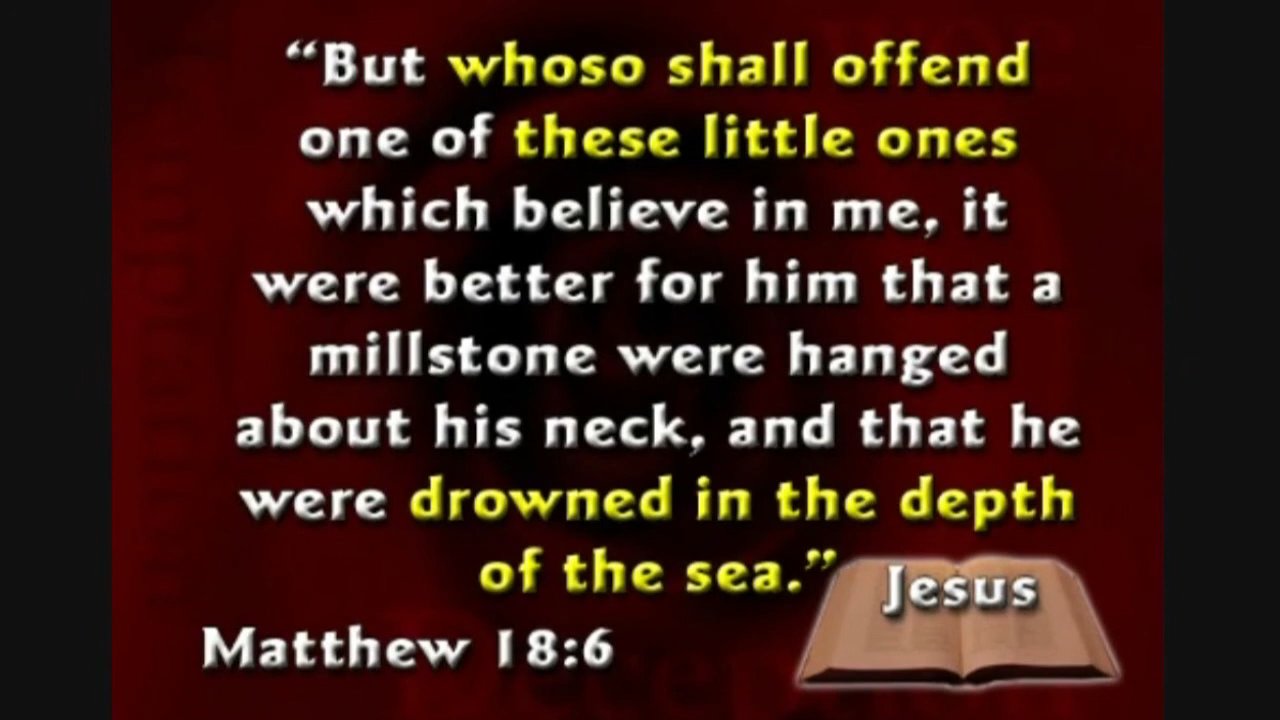 “But whoso shall offend
one of these little ones
which believe in me, it
were better for him that a
millstone were hanged
about his neck, and that he
were drowned in the depth
of the sea.”
Jesus
Matthew 18:6